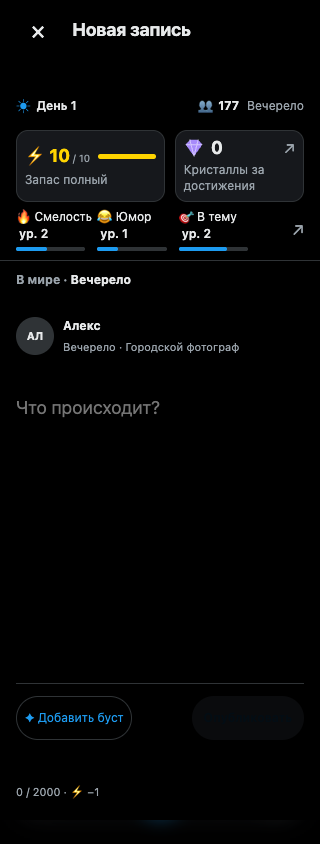 Новая запись
День 1
177 Вечерело
10 / 10
Запас полный
0
Кристаллы за
достижения
Смелость
ур. 2
Юмор
ур. 1
В тему
ур. 2
В мире · Вечерело
АЛ
Алекс
Вечерело · Городской фотограф
Что происходит?
Добавить буст
0 / 2000 · ⚡ −1